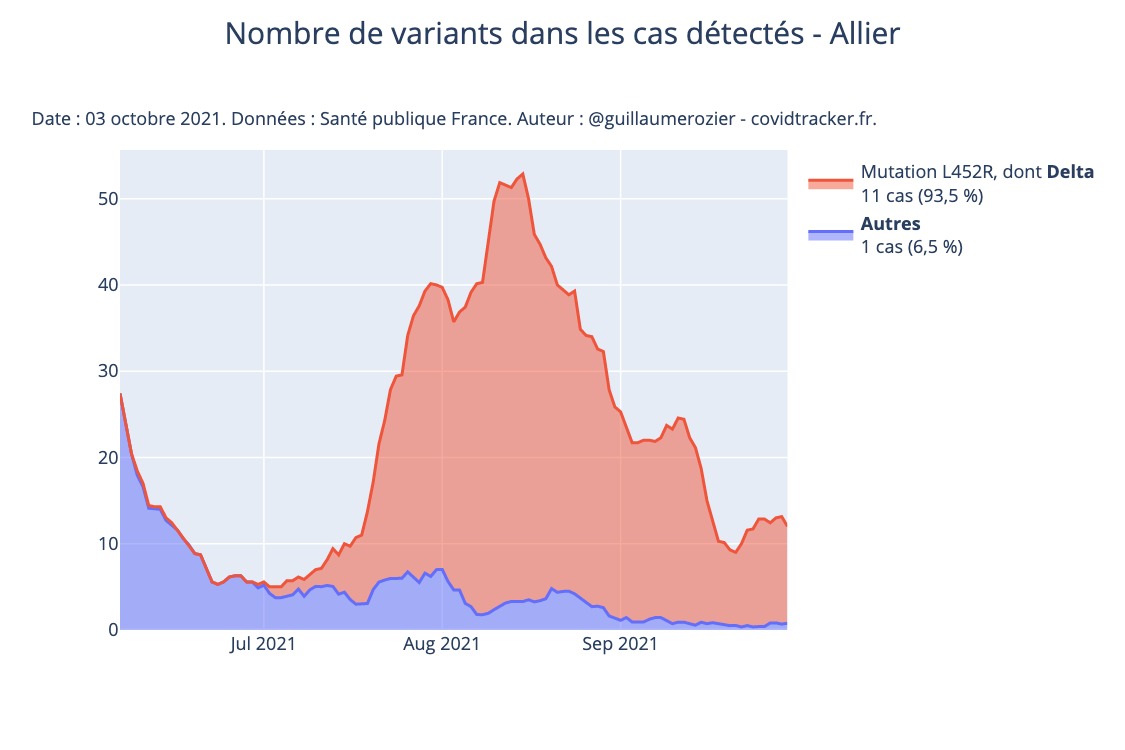 Nombre de variants dans les cas détectés - Allier
Date : 03 octobre 2021. Données : Santé publique France. Auteur : @guillaumerozier - covidtracker.fr.
Mutation L452R, dont Delta
11 cas (93,5 %)
Autres
1 cas (6,5 %)
50
40
30
20
10
0
Jul 2021
Aug 2021
Sep 2021